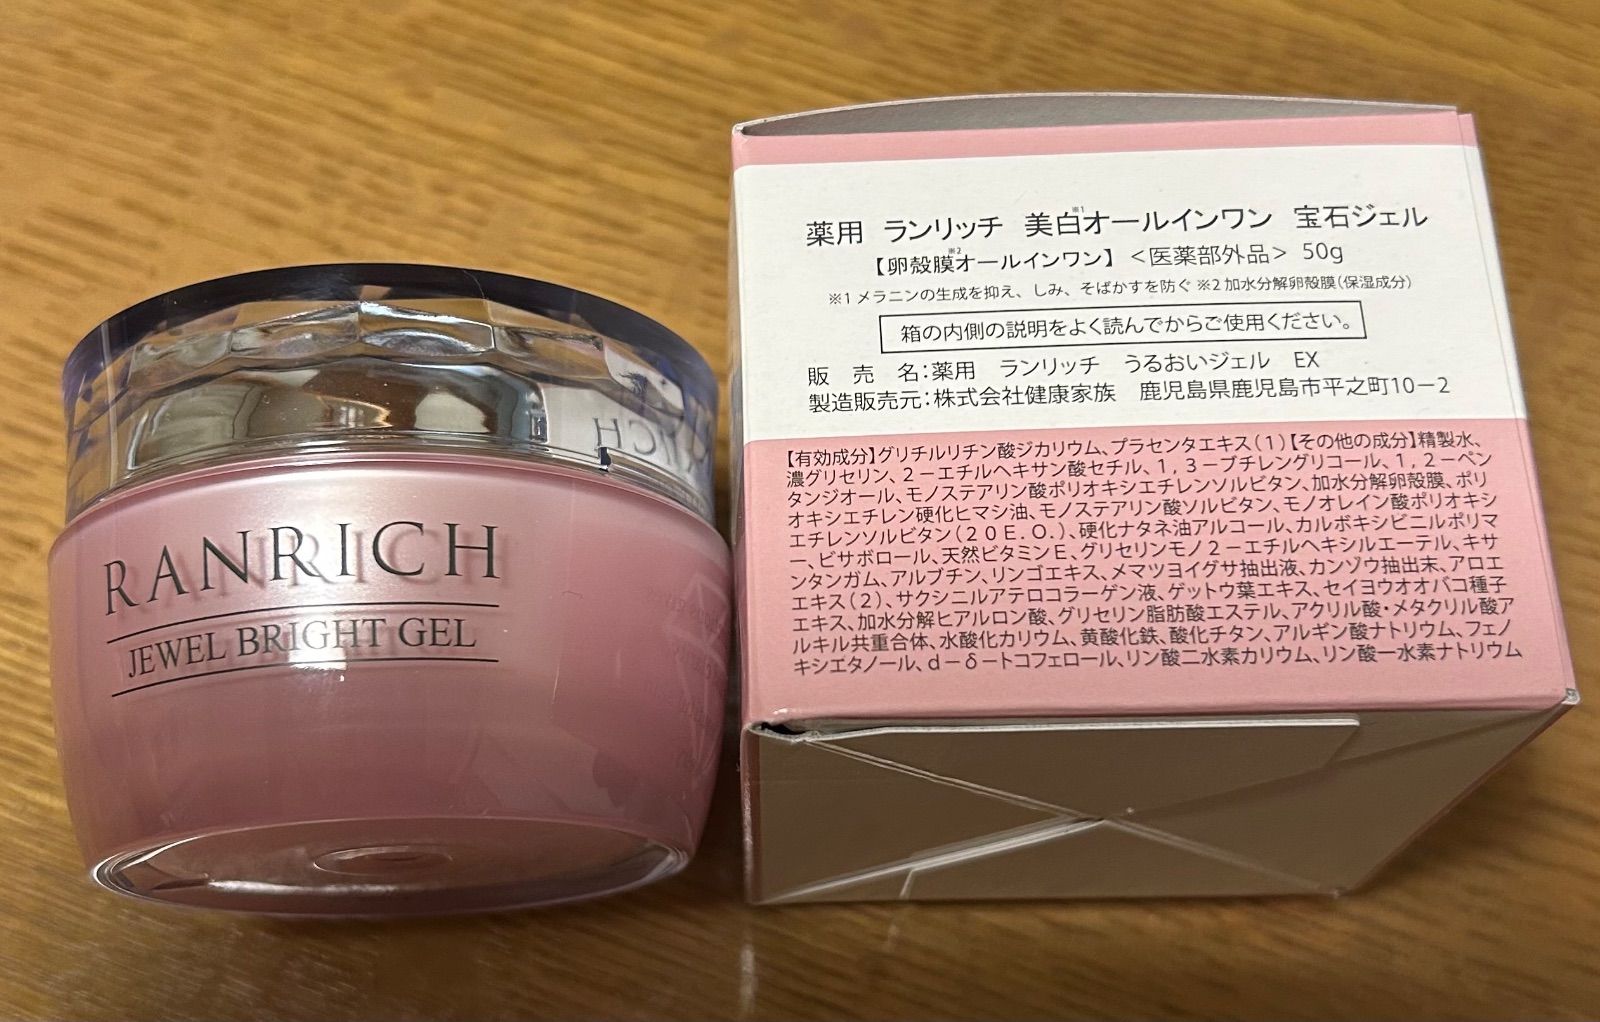 RANRICH
JEWEL BRIGHT GEL
薬用 ランリッチ 美白※1オールインワン 宝石ジェル
【卵殻膜※2オールインワン】<医薬部外品> 50g
※1 メラニンの生成を抑え、しみ、そばかすを防ぐ ※2 加水分解卵殻膜(保湿成分)
箱の内側の説明をよく読んでからご使用ください。
販 売 名:薬用 ランリッチ うるおいジェル EX
製造販売元:株式会社健康家族 鹿児島県鹿児島市平之町10-2
【有効成分】グリチルリチン酸ジカリウム、プラセンタエキス(1)【その他の成分】精製水、
濃グリセリン、2-エチルヘキサン酸セチル、1,3-ブチレングリコール、1,2-ペン
タンジオール、モノステアリン酸ポリオキシエチレンソルビタン、加水分解卵殻膜、ポリ
オキシエチレン硬化ヒマシ油、モノステアリン酸ソルビタン、モノオレイン酸ポリオキシ
エチレンソルビタン(20E.O.)、硬化ナタネ油アルコール、カルボキシビニルポリマ
ー、ビサボロール、天然ビタミンE、グリセリンモノ2-エチルヘキシルエーテル、キサ
ンタンガム、アルブチン、リンゴエキス、メマツヨイグサ抽出液、カンゾウ抽出末、アロエ
エキス(2)、サクシニルアテロコラーゲン液、ゲットウ葉エキス、セイヨウオオバコ種子
エキス、加水分解ヒアルロン酸、グリセリン脂肪酸エステル、アクリル酸・メタクリル酸ア
ルキル共重合体、水酸化カリウム、黄酸化鉄、酸化チタン、アルギン酸ナトリウム、フェノ
キシエタノール、d-δ-トコフェロール、リン酸二水素カリウム、リン酸一水素ナトリウム